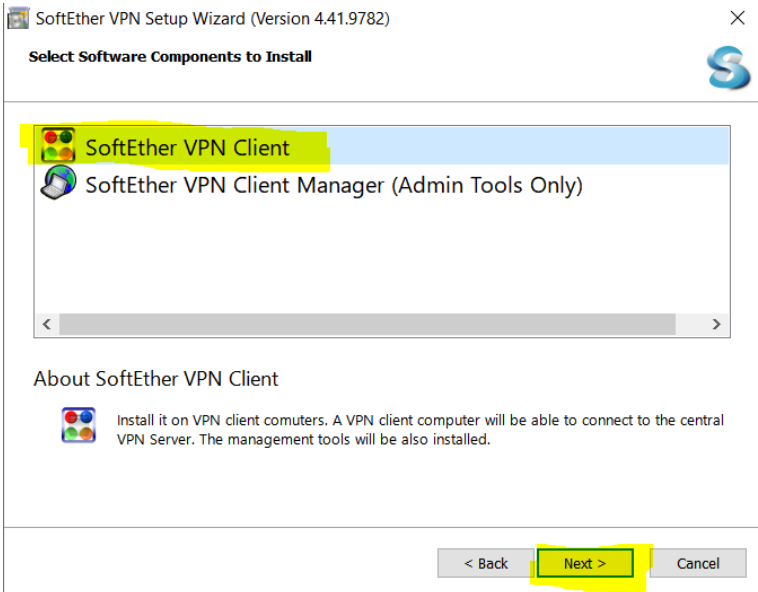 SoftEther VPN Setup Wizard (Version 4.41.9782)
Select Software Components to Install
SoftEther VPN Client
SoftEther VPN Client Manager (Admin Tools Only)
About SoftEther VPN Client
Install it on VPN client comuters. A VPN client computer will be able to connect to the central
VPN Server. The management tools will be also installed.
< Back
Next >
Cancel